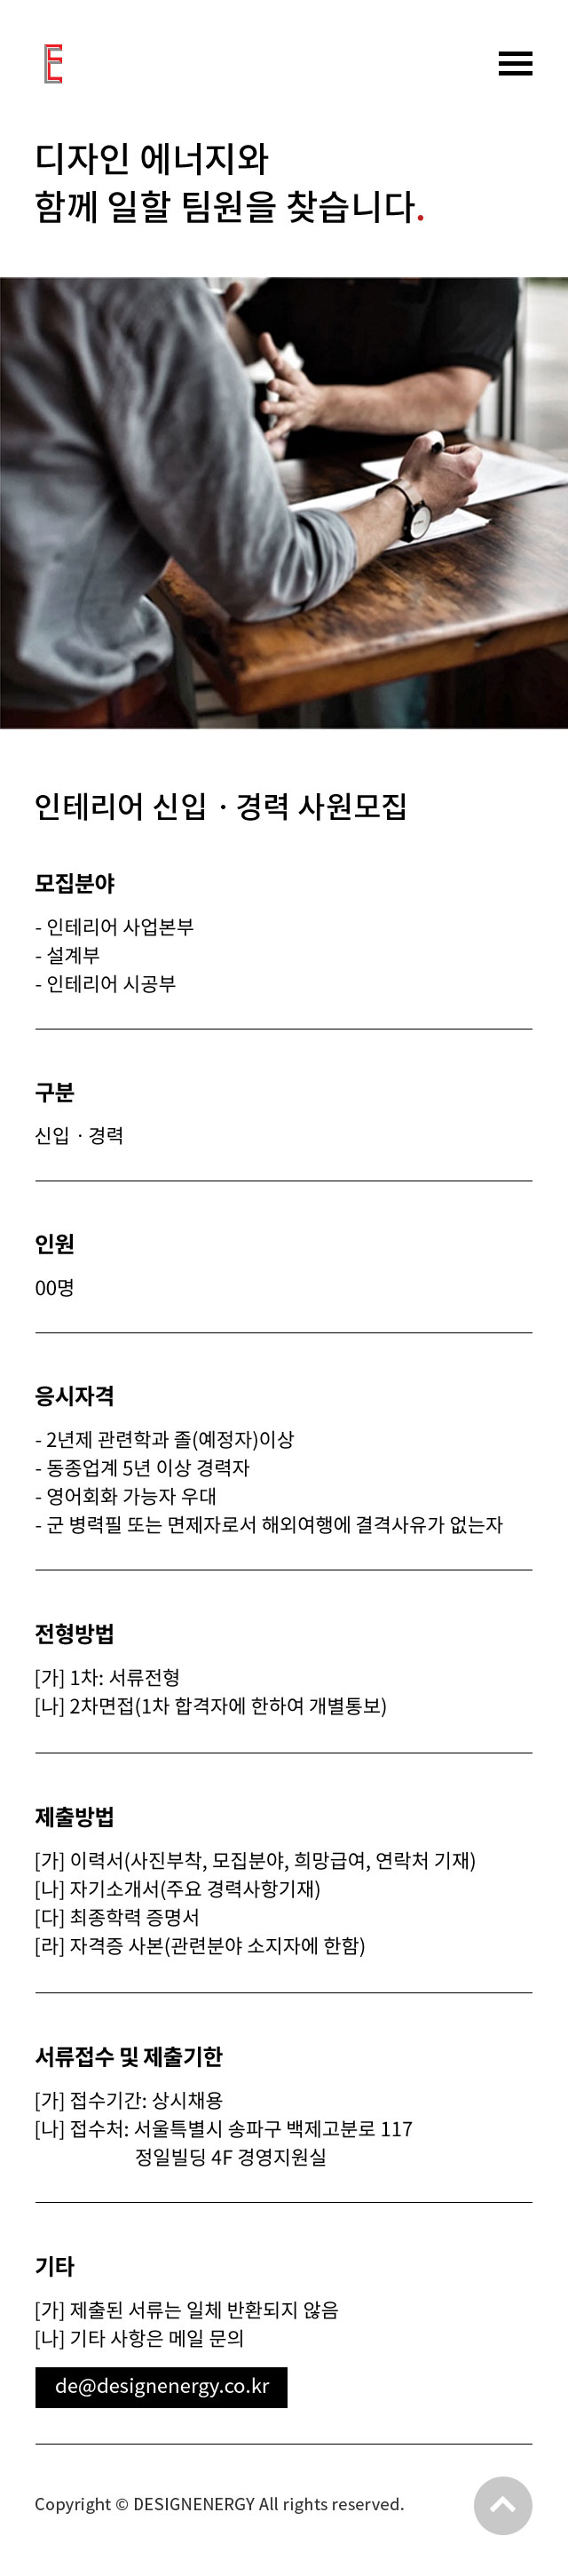 디자인 에너지와
함께 일할 팀원을 찾습니다.
인테리어 신입 · 경력 사원모집
모집분야
- 인테리어 사업본부
- 설계부
- 인테리어 시공부
구분
신입 · 경력
인원
00명
응시자격
- 2년제 관련학과 졸(예정자)이상
- 동종업계 5년 이상 경력자
- 영어회화 가능자 우대
- 군 병력필 또는 면제자로서 해외여행에 결격사유가 없는자
전형방법
[가] 1차: 서류전형
[나] 2차면접(1차 합격자에 한하여 개별통보)
제출방법
[가] 이력서(사진부착, 모집분야, 희망급여, 연락처 기재)
[나] 자기소개서(주요 경력사항기재)
[다] 최종학력 증명서
[라] 자격증 사본(관련분야 소지자에 한함)
서류접수 및 제출기한
[가] 접수기간: 상시채용
[나] 접수처: 서울특별시 송파구 백제고분로 117
정일빌딩 4F 경영지원실
기타
[가] 제출된 서류는 일체 반환되지 않음
[나] 기타 사항은 메일 문의
de@designenergy.co.kr
Copyright © DESIGNENERGY All rights reserved.